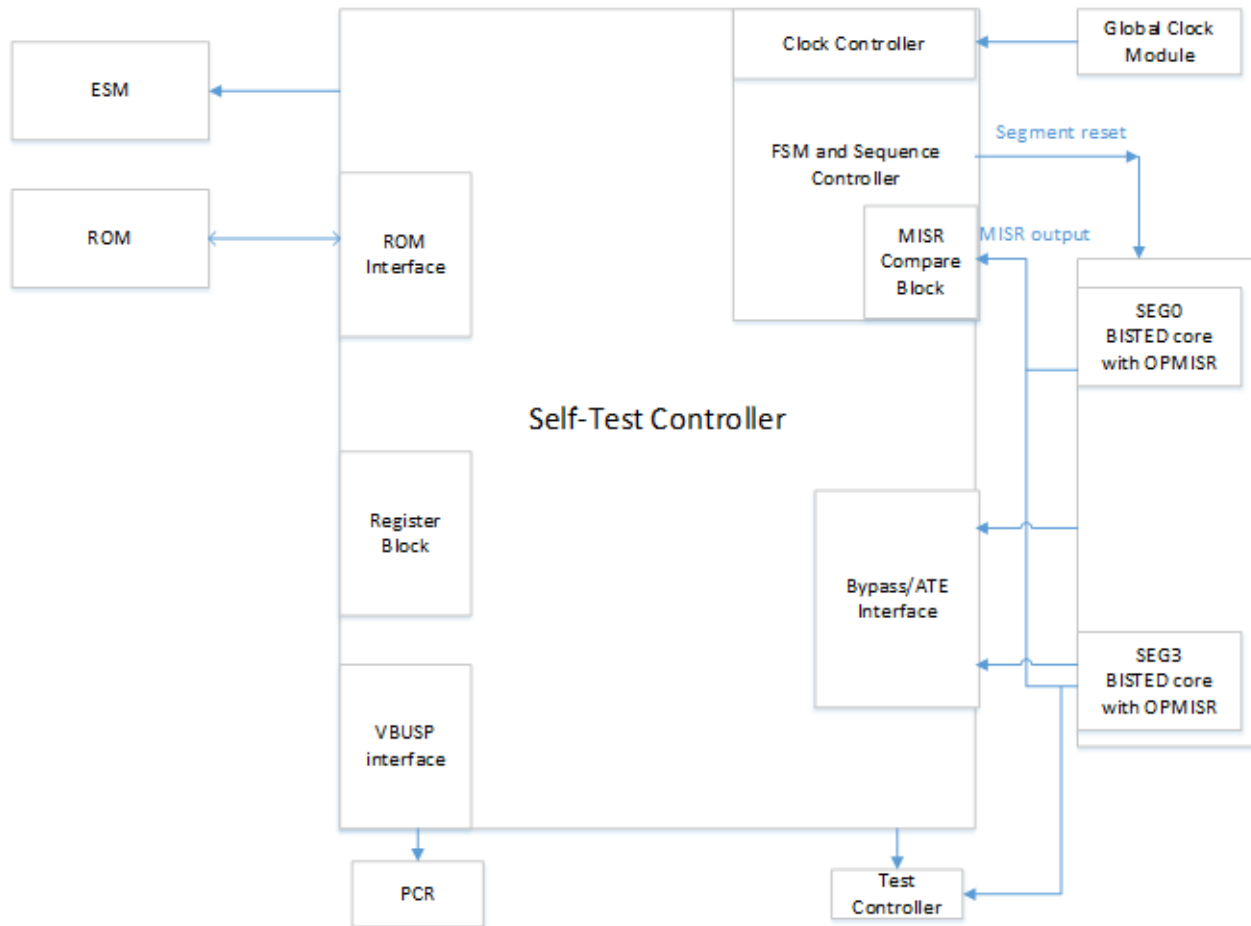 Clock Controller
Global Clock
Module
ESM
Segment reset
FSM and Sequence
Controller
ROM
ROM
Interface
MISR
Compare
Block
MISR output
SEG0
BISTED core
with OPMISR
Self-Test Controller
Register
Block
Bypass/ATE
Interface
SEG3
BISTED core
with OPMISR
VBUSP
interface
PCR
Test
Controller